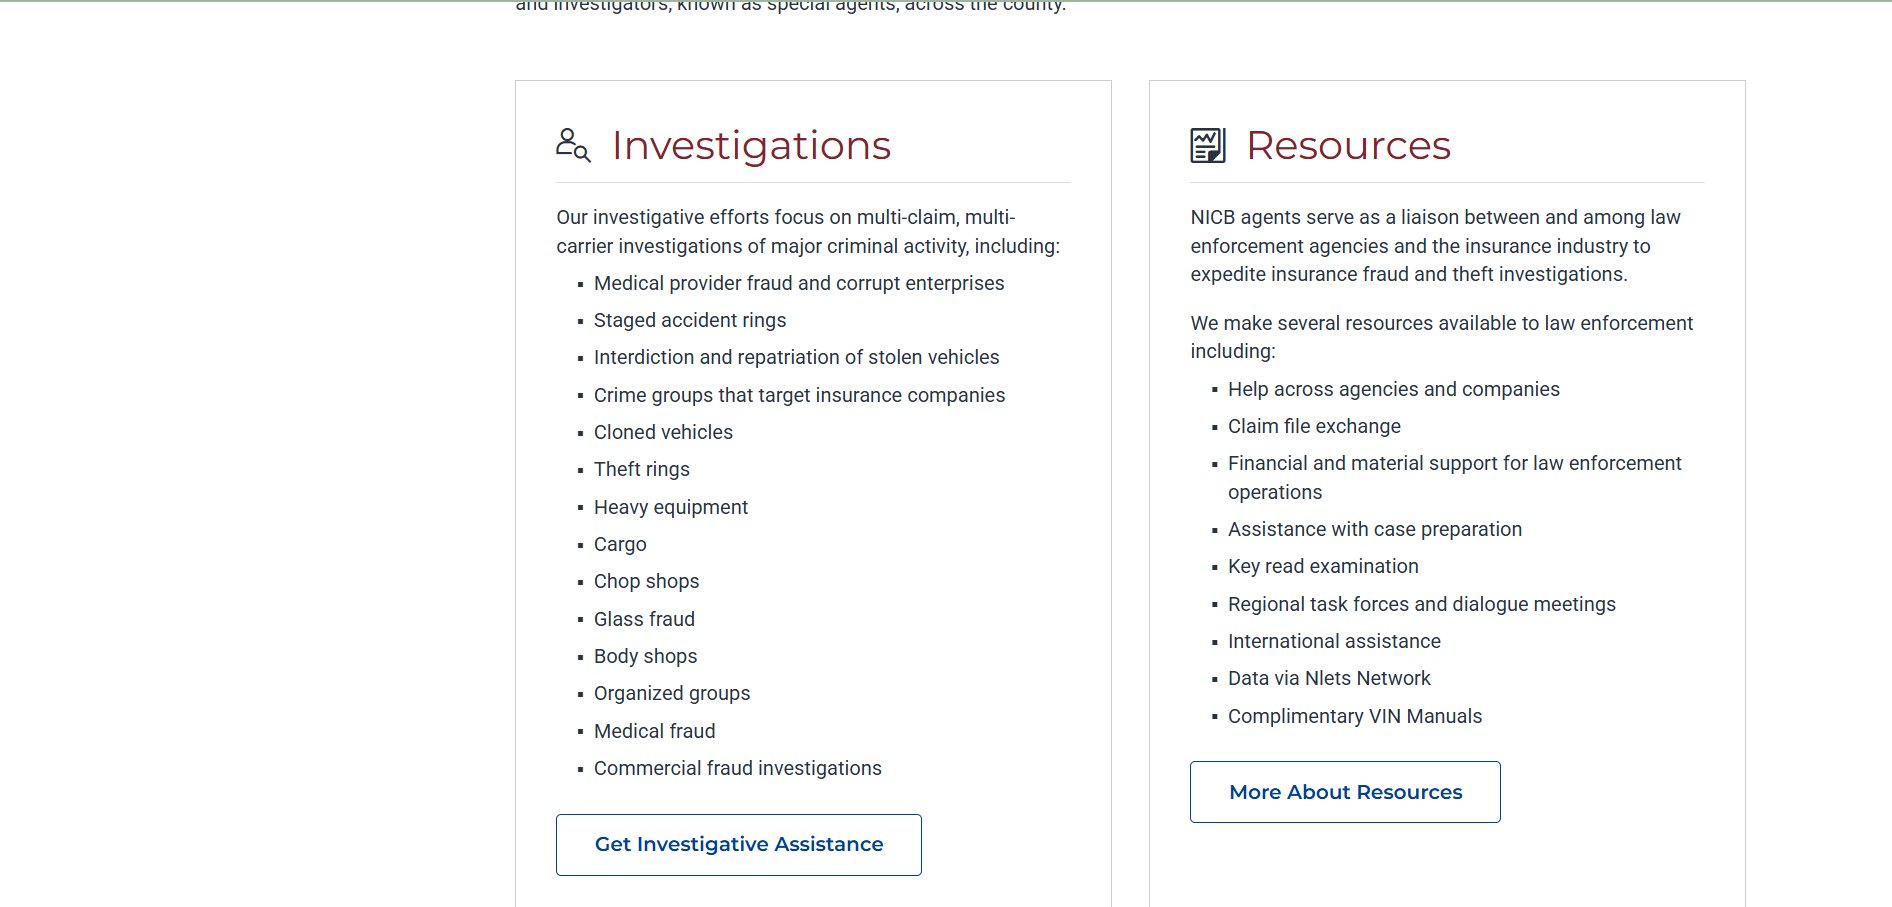 and investigators, known as special agents, across the county.
Investigations
Our investigative efforts focus on multi-claim, multi-
carrier investigations of major criminal activity, including:
▪ Medical provider fraud and corrupt enterprises
▪ Staged accident rings
▪ Interdiction and repatriation of stolen vehicles
▪ Crime groups that target insurance companies
▪ Cloned vehicles
▪ Theft rings
▪ Heavy equipment
▪ Cargo
▪ Chop shops
▪ Glass fraud
▪ Body shops
▪ Organized groups
▪ Medical fraud
▪ Commercial fraud investigations
Get Investigative Assistance
Resources
NICB agents serve as a liaison between and among law
enforcement agencies and the insurance industry to
expedite insurance fraud and theft investigations.
We make several resources available to law enforcement
including:
▪ Help across agencies and companies
▪ Claim file exchange
▪ Financial and material support for law enforcement
operations
▪ Assistance with case preparation
▪ Key read examination
▪ Regional task forces and dialogue meetings
▪ International assistance
▪ Data via Nlets Network
▪ Complimentary VIN Manuals
More About Resources